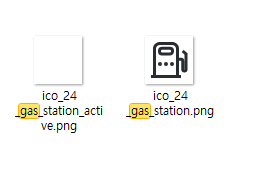 ico_24
_gas_station_acti
ve.png
ico_24
_gas_station.png